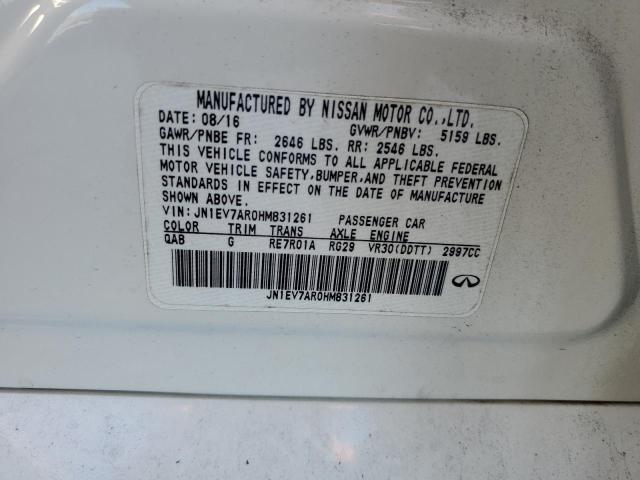 MANUFACTURED BY NISSAN MOTOR CO.,LTD.
DATE: 08/16 GVWR/PNBV: 5159 LBS.
GAWR/PNBE FR: 2646 LBS. RR: 2546 LBS.
THIS VEHICLE CONFORMS TO ALL APPLICABLE FEDERAL
MOTOR VEHICLE SAFETY, BUMPER, AND THEFT PREVENTION
STANDARDS IN EFFECT ON THE DATE OF MANUFACTURE
SHOWN ABOVE.
VIN: JN1EV7AR0HM831261 PASSENGER CAR
COLOR TRIM TRANS AXLE ENGINE
QAB G RE7R01A RG29 VR30(DDTT) 2997CC
JN1EV7AR0HM831261